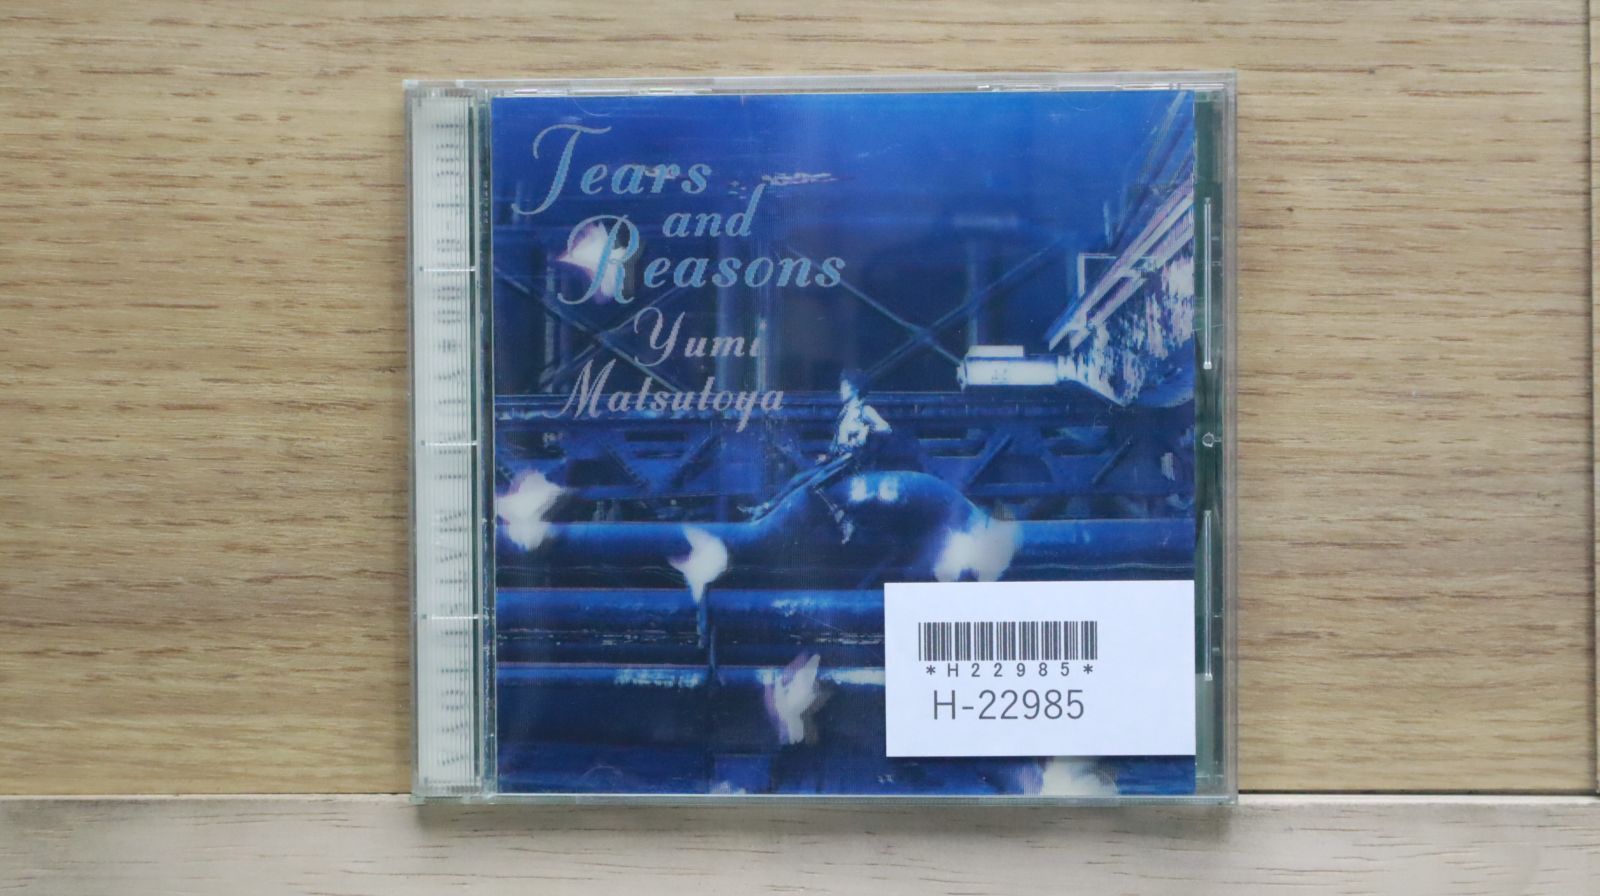 Tears
and
Reasons
Yumi
Matsutoya
*H22985*
H-22985